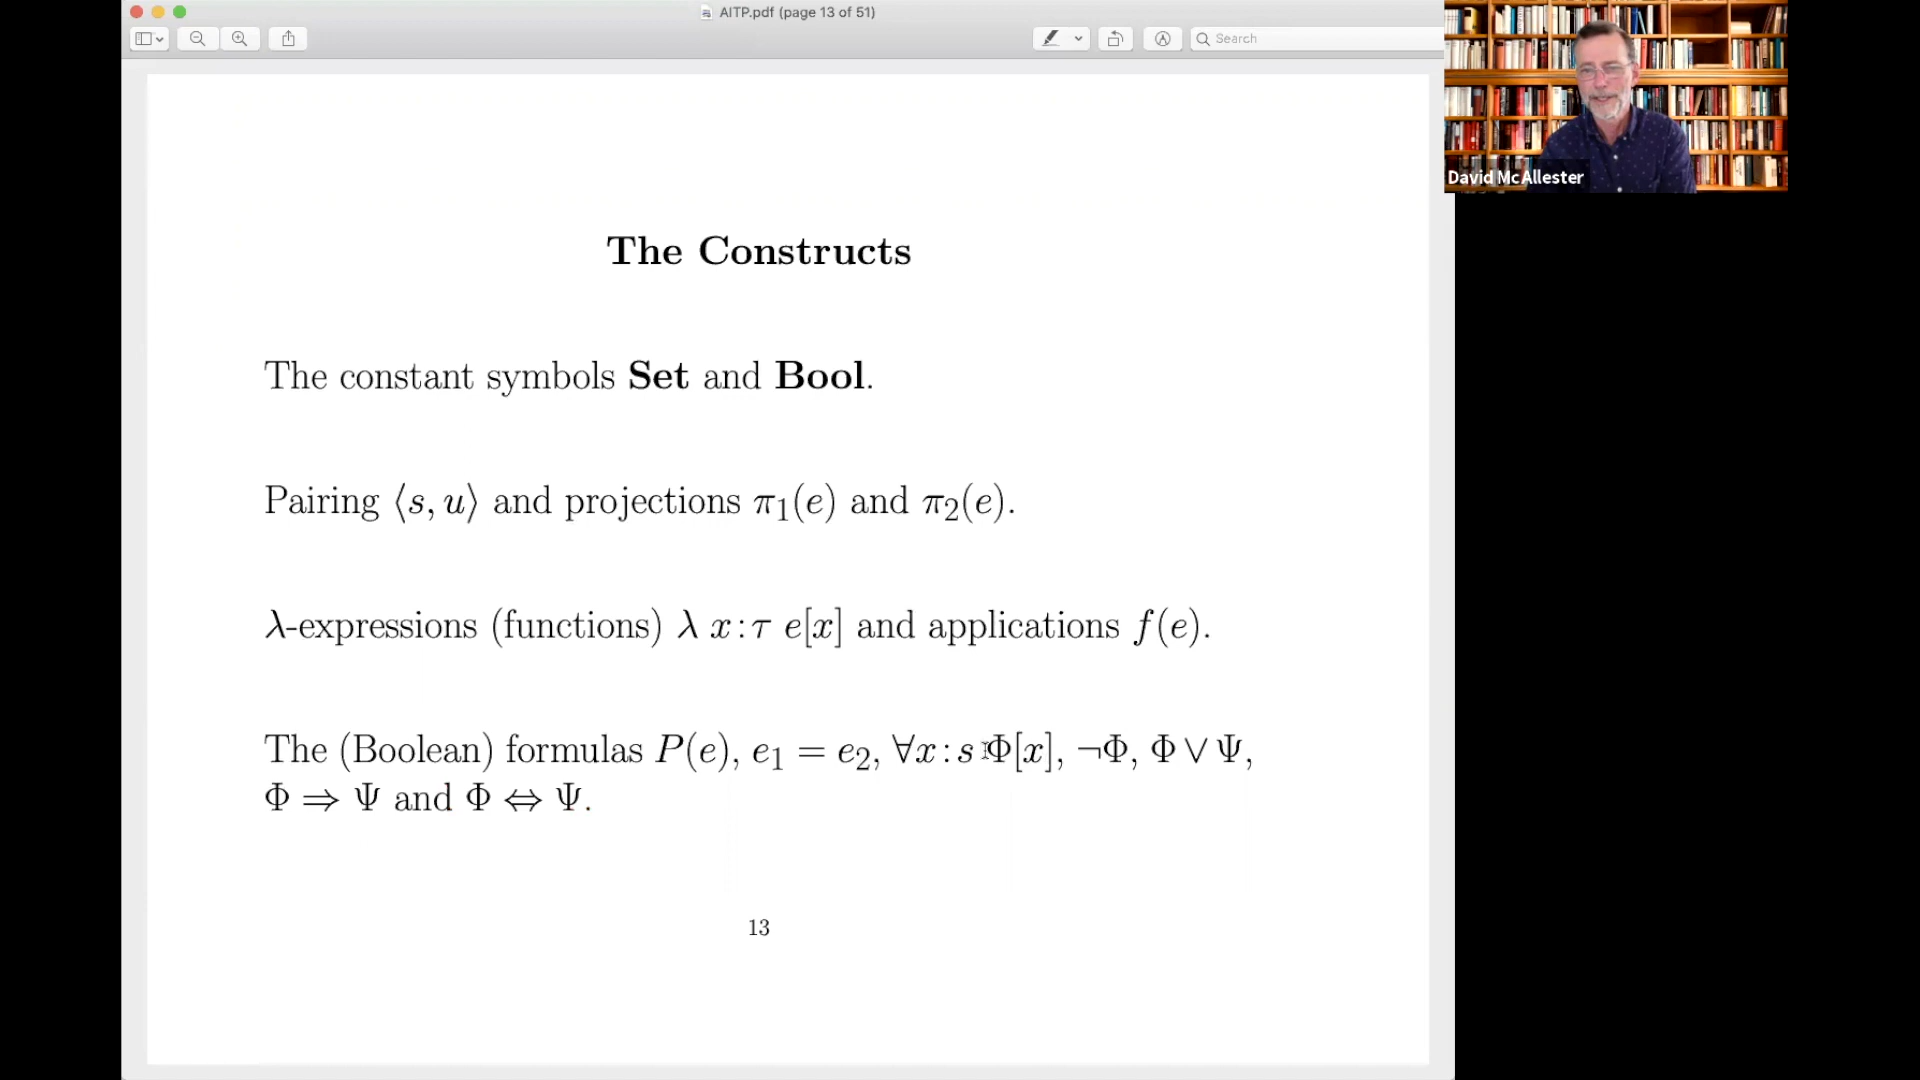 AITP.pdf (page 13 of 51)
Search
David McAllester
The Constructs
The constant symbols Set and Bool.
Pairing ⟨s, u⟩ and projections π₁(e) and π₂(e).
λ-expressions (functions) λ x : τ e[x] and applications f(e).
The (Boolean) formulas P(e), e₁ = e₂, ∀x : s Φ[x], ¬Φ, Φ ∨ Ψ,
Φ ⇒ Ψ and Φ ⇔ Ψ.
13